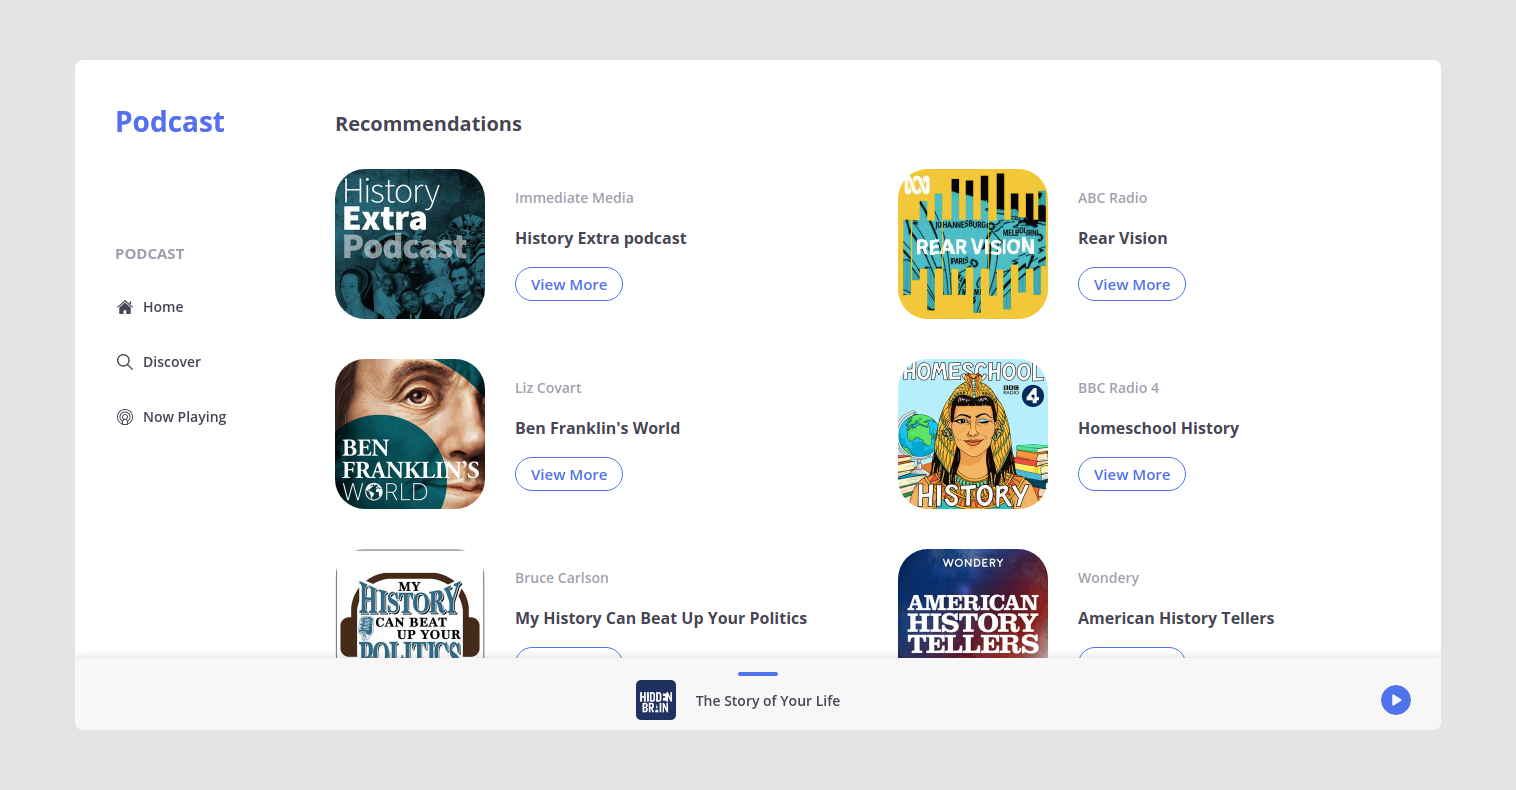 Podcast
PODCAST
Home
Discover
Now Playing
Recommendations
History
Extra
Podcast
Immediate Media
History Extra podcast
View More
JOHANNESBURG
MELBOURNE
REAR VISION
PARIS
ABC Radio
Rear Vision
View More
BEN
FRANKLIN'S
WORLD
Liz Covart
Ben Franklin's World
View More
HOMESCHOOL
BBC
RADIO
4
HISTORY
BBC Radio 4
Homeschool History
View More
MY
HISTORY
CAN BEAT
UP YOUR
POLITICS
Bruce Carlson
My History Can Beat Up Your Politics
WONDERY
AMERICAN
HISTORY
TELLERS
Wondery
American History Tellers
HIDDEN
BRAIN
The Story of Your Life